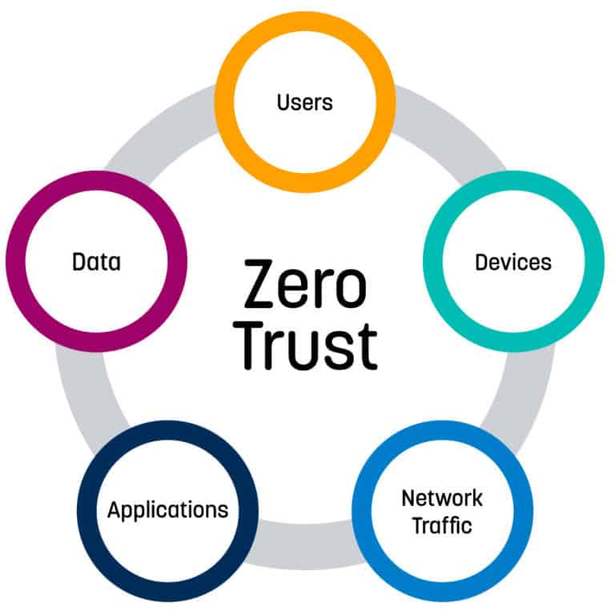 Users
Data
Devices
Zero
Trust
Applications
Network
Traffic